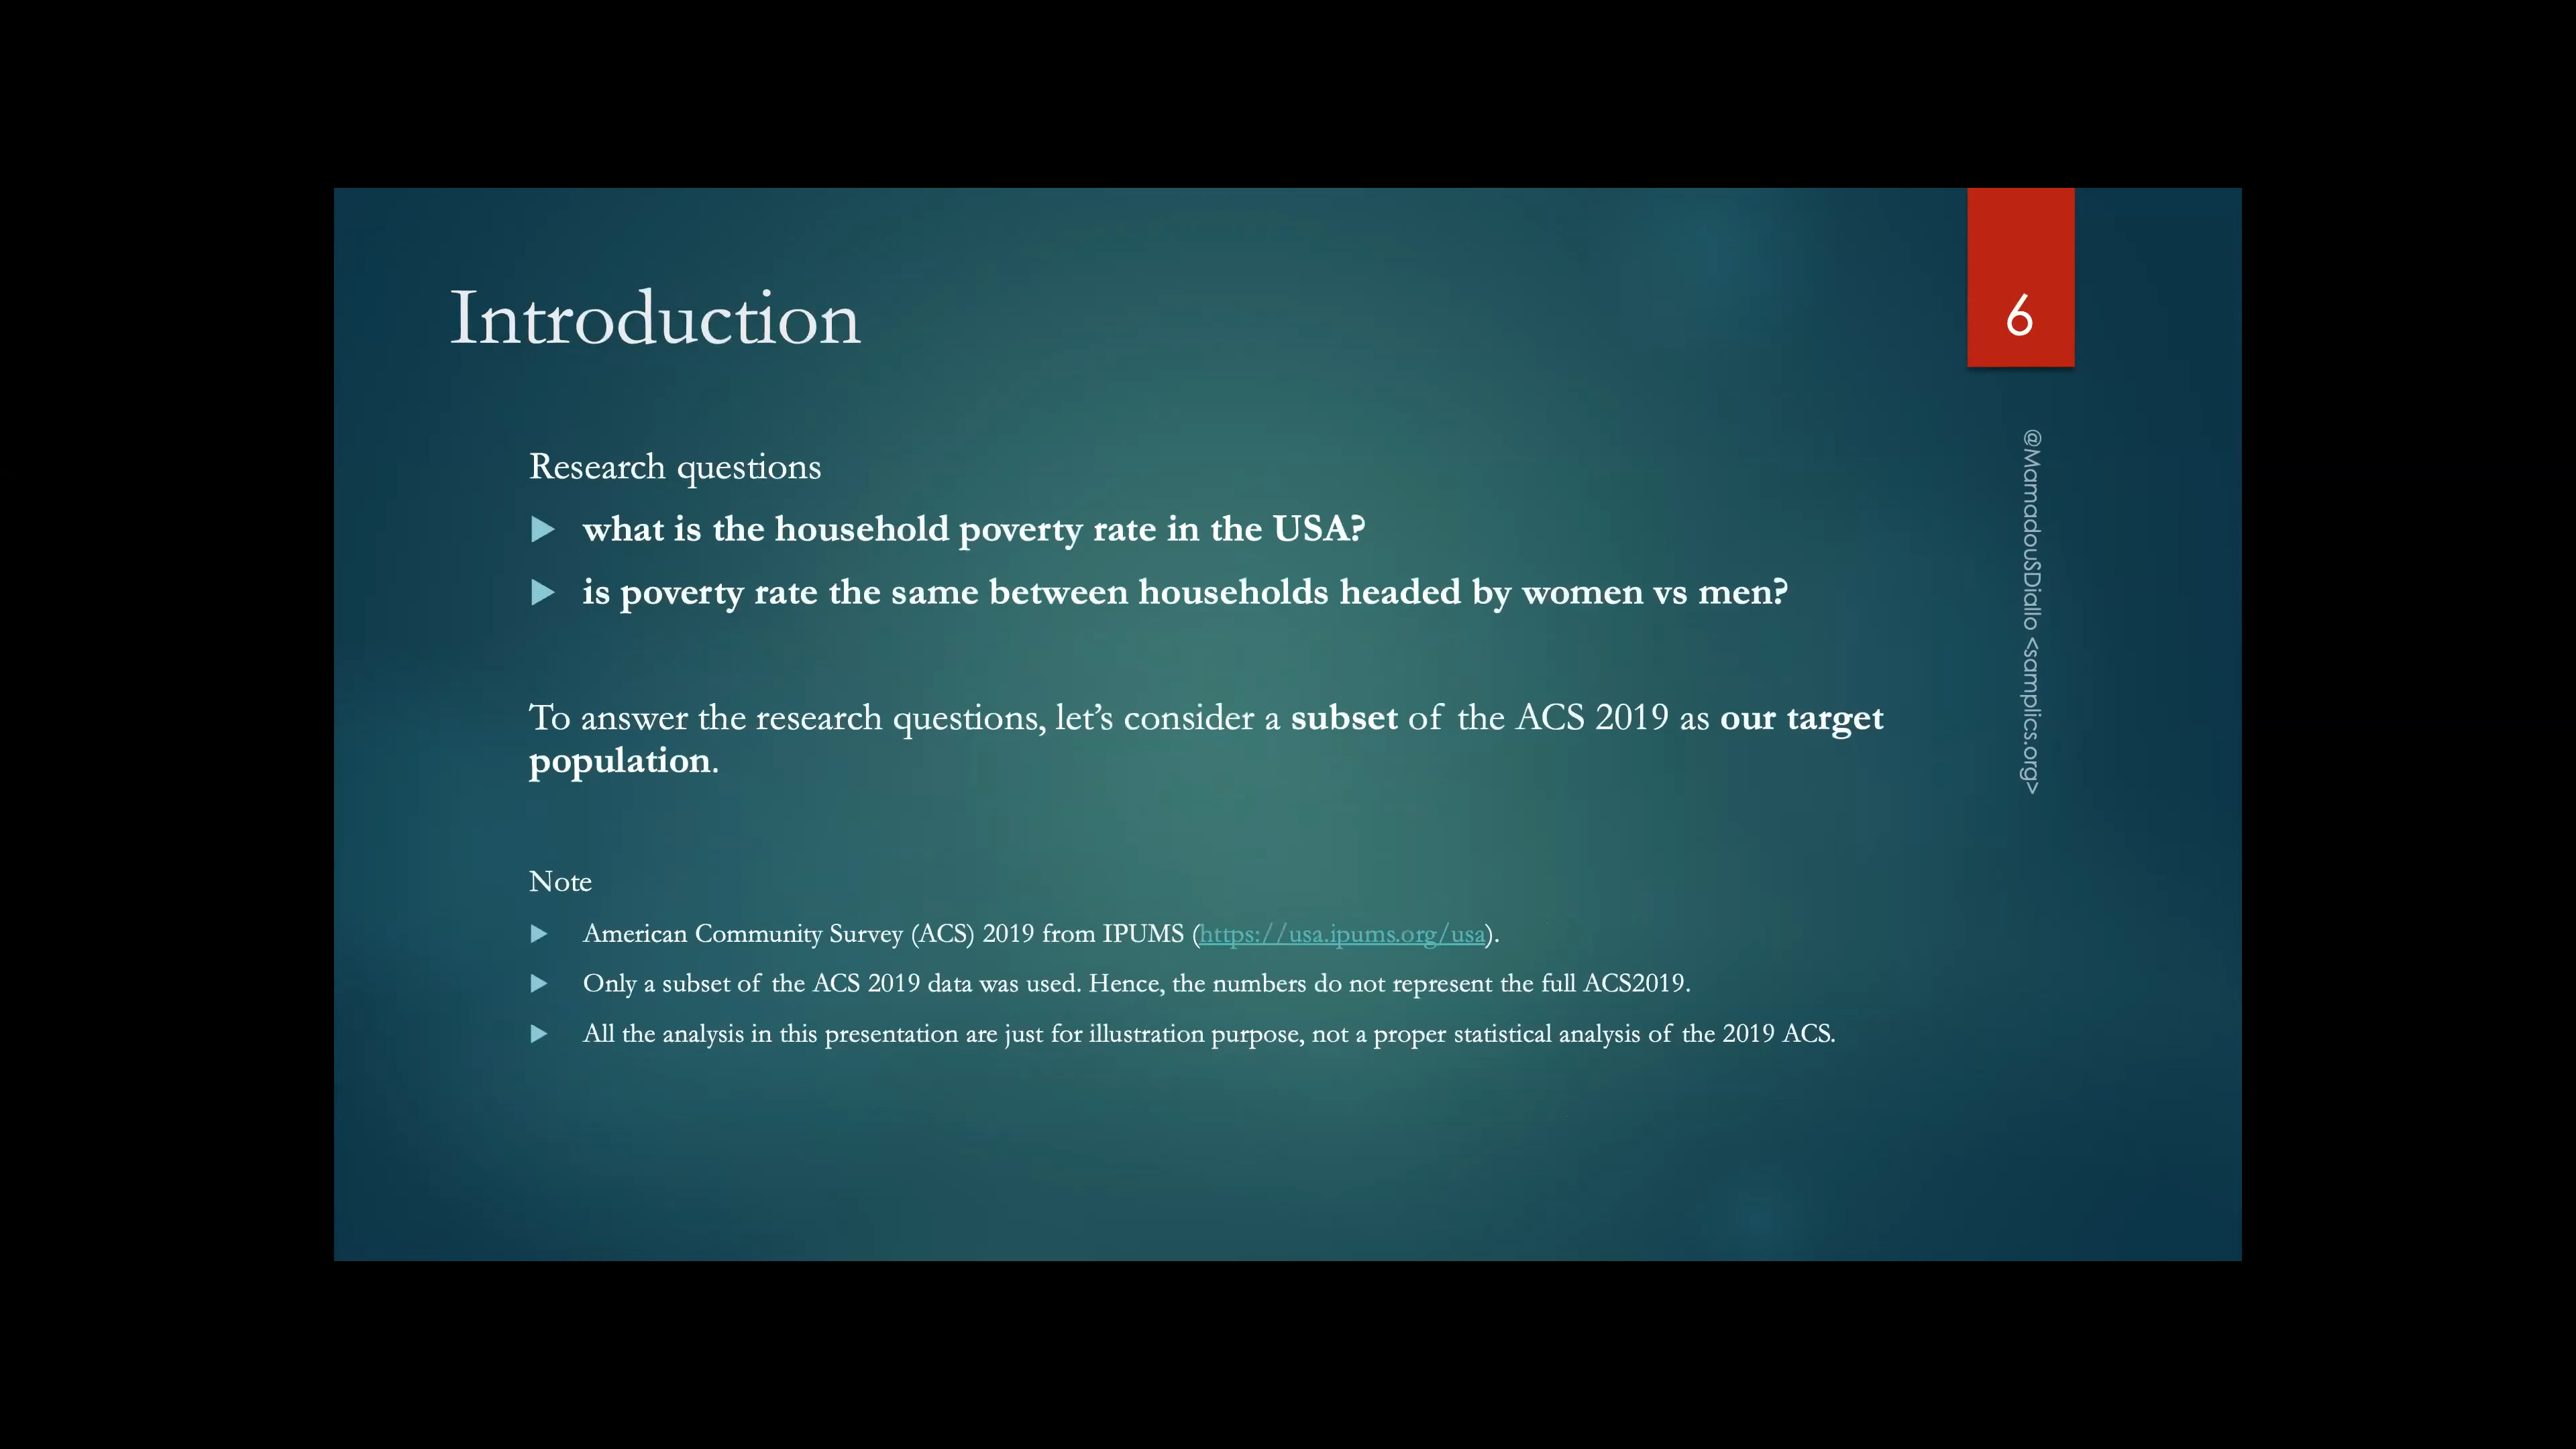 Introduction
6
Research questions
what is the household poverty rate in the USA?
is poverty rate the same between households headed by women vs men?
To answer the research questions, let's consider a subset of the ACS 2019 as our target
population.
Note
American Community Survey (ACS) 2019 from IPUMS (https://usa.ipums.org/usa).
Only a subset of the ACS 2019 data was used. Hence, the numbers do not represent the full ACS2019.
All the analysis in this presentation are just for illustration purpose, not a proper statistical analysis of the 2019 ACS.
@MamadouSDiallo <samplics.org>